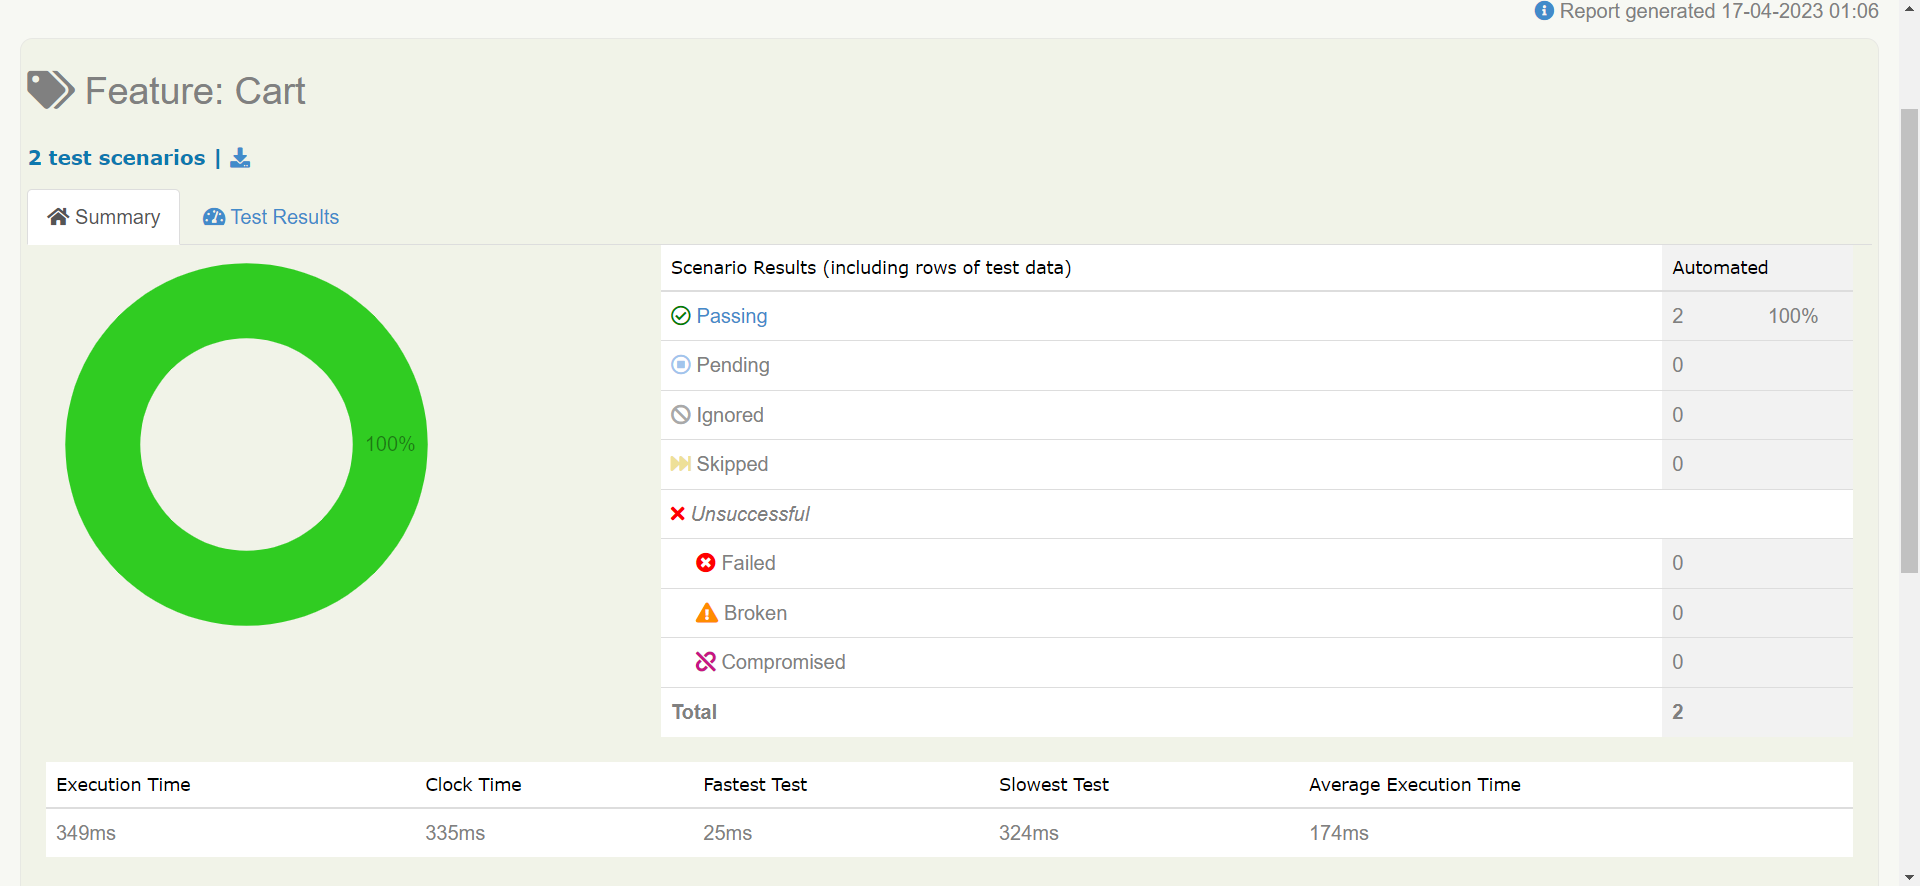 Report generated 17-04-2023 01:06
Feature: Cart
2 test scenarios |
Summary Test Results
100%
Scenario Results (including rows of test data) Automated
Passing 2 100%
Pending 0
Ignored 0
Skipped 0
Unsuccessful
Failed 0
Broken 0
Compromised 0
Total 2
Execution Time Clock Time Fastest Test Slowest Test Average Execution Time
349ms 335ms 25ms 324ms 174ms